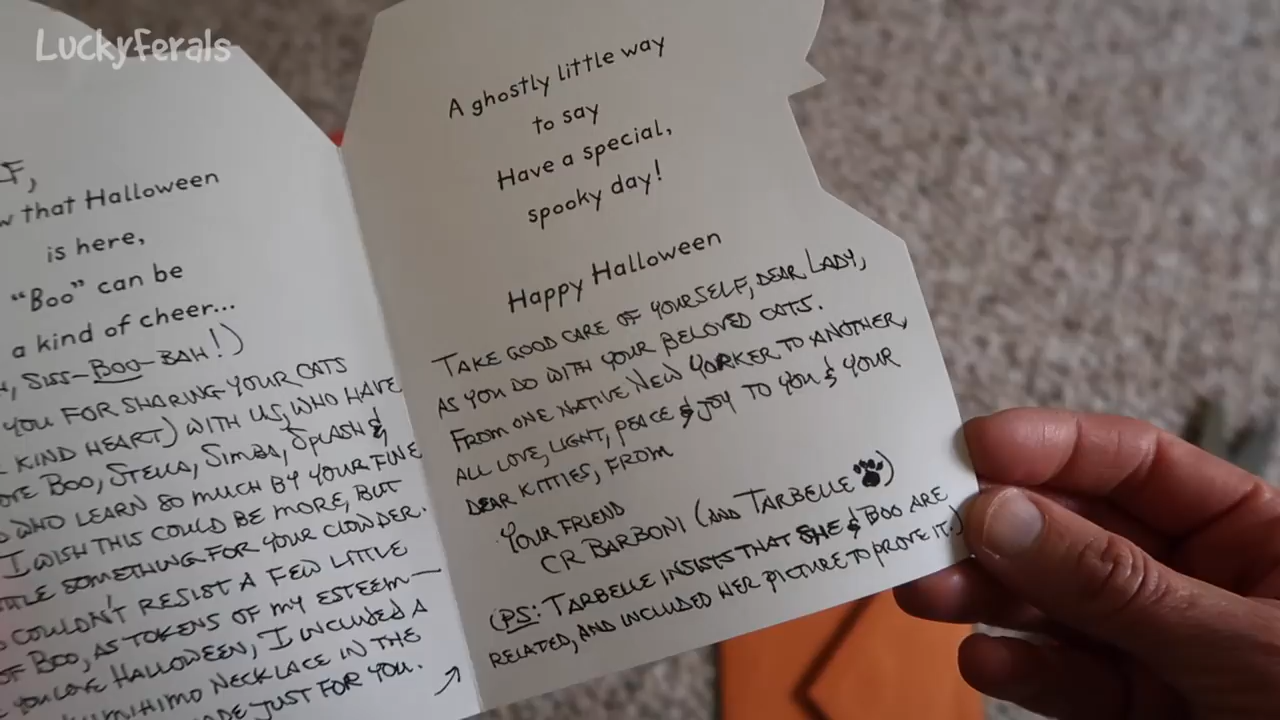 LuckyFerals
F,
that Halloween
is here,
"Boo" can be
a kind of cheer...
SISS-BOO-BAH!)
YOU FOR SHARING YOUR CATS
KIND HEART) WITH US, WHO HAVE
BOO, STELLA, SIMBA, SPLASH &
WHO LEARN SO MUCH BY YOUR FINE
I WISH THIS COULD BE MORE, BUT
SOMETHING FOR YOUR CLOWDER.
COULDN'T RESIST A FEW LITTLE
OF BOO, AS TOKENS OF MY ESTEEM—
YOU LOVE HALLOWEEN, I INCLUDED A
KUMIHIMO NECKLACE IN THE
JUST FOR YOU.
A ghostly little way
to say
Have a special,
spooky day!
Happy Halloween
TAKE GOOD CARE OF YOURSELF, DEAR LADY,
AS YOU DO WITH YOUR BELOVED CATS.
FROM ONE NATIVE NEW YORKER TO ANOTHER,
ALL LOVE, LIGHT, PEACE & JOY TO YOU & YOUR
DEAR KITTIES, FROM
YOUR FRIEND
CR BARBONI (AND TARBELLE)
(PS: TARBELLE INSISTS THAT SHE & BOO ARE
RELATED, AND INCLUDED HER PICTURE TO PROVE IT.)